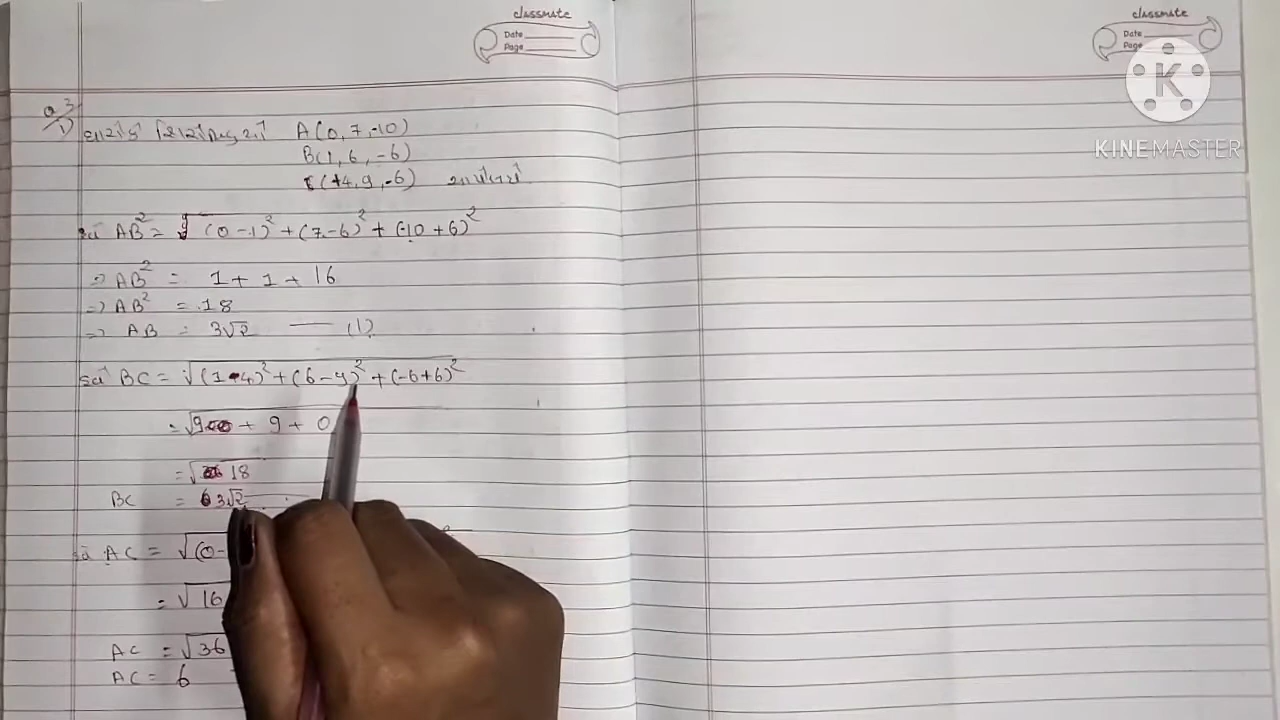 classmate
Date
Page
classmate
Date
Page
K
KINEMASTER
Q 3
1)
A (0, 7, -10)
B(1, 6, -6)
(4, 9, -6)
AB² = (0-1)² + (7-6)² + (-10+6)²
⇒ AB² = 1 + 1 + 16
⇒ AB² = 18
⇒ AB = 3√2 —— (1)
BC = √(1-4)² + (6-9)² + (-6+6)²
= √9 + 9 + 0
= √18
BC = 3√2
AC = √(0-
= √16
AC = √36
AC = 6